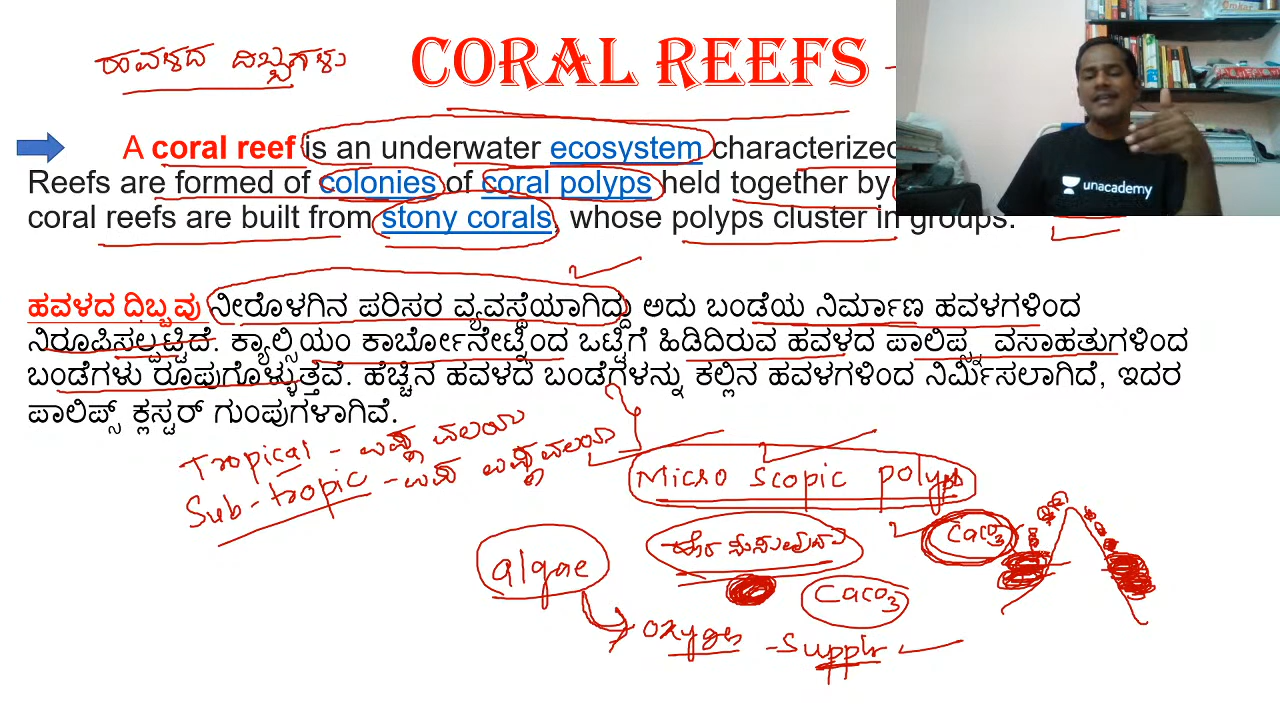 ಹವಳದ ದಿಬ್ಬಗಳು
CORAL REEFS
A coral reef is an underwater ecosystem characterized
Reefs are formed of colonies of coral polyps held together by
coral reefs are built from stony corals, whose polyps cluster in groups.
unacademy
ಹವಳದ ದಿಬ್ಬವು ನೀರೊಳಗಿನ ಪರಿಸರ ವ್ಯವಸ್ಥೆಯಾಗಿದ್ದು ಅದು ಬಂಡೆಯ ನಿರ್ಮಾಣ ಹವಳಗಳಿಂದ
ನಿರೂಪಿಸಲ್ಪಟ್ಟಿದೆ. ಕ್ಯಾಲ್ಸಿಯಂ ಕಾರ್ಬೋನೇಟ್ನಿಂದ ಒಟ್ಟಿಗೆ ಹಿಡಿದಿರುವ ಹವಳದ ಪಾಲಿಪ್ಸ್ನ ವಸಾಹತುಗಳಿಂದ
ಬಂಡೆಗಳು ರೂಪುಗೊಳ್ಳುತ್ತವೆ. ಹೆಚ್ಚಿನ ಹವಳದ ಬಂಡೆಗಳನ್ನು ಕಲ್ಲಿನ ಹವಳಗಳಿಂದ ನಿರ್ಮಿಸಲಾಗಿದೆ, ಇದರ
ಪಾಲಿಪ್ಸ್ ಕ್ಲಸ್ಟರ್ ಗುಂಪುಗಳಾಗಿವೆ.
Tropical - ಉಷ್ಣ ವಲಯ
Sub-tropic - ಉಪ ಉಷ್ಣವಲಯ
Micro scopic polyps
CaCO3
algae
CaCO3
Oxygen - Supply